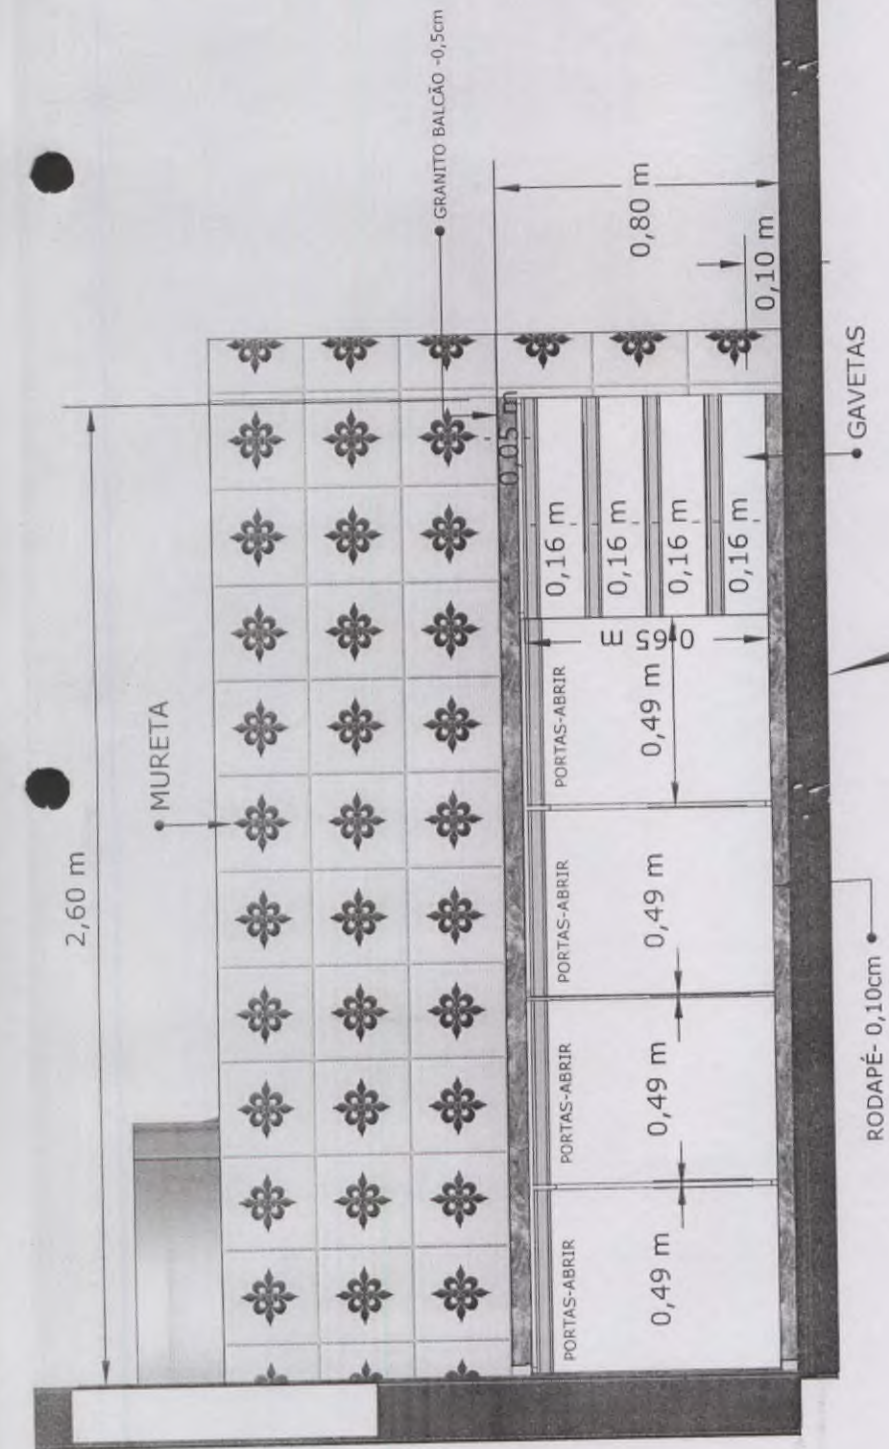 2,60 m
MURETA
GRANITO BALCÃO -0,5cm
0,80 m
0,10 m
0,05 m
PORTAS-ABRIR
0,49 m
PORTAS-ABRIR
0,49 m
PORTAS-ABRIR
0,49 m
PORTAS-ABRIR
0,49 m
0,65 m
0,16 m
0,16 m
0,16 m
0,16 m
GAVETAS
RODAPÉ- 0,10cm